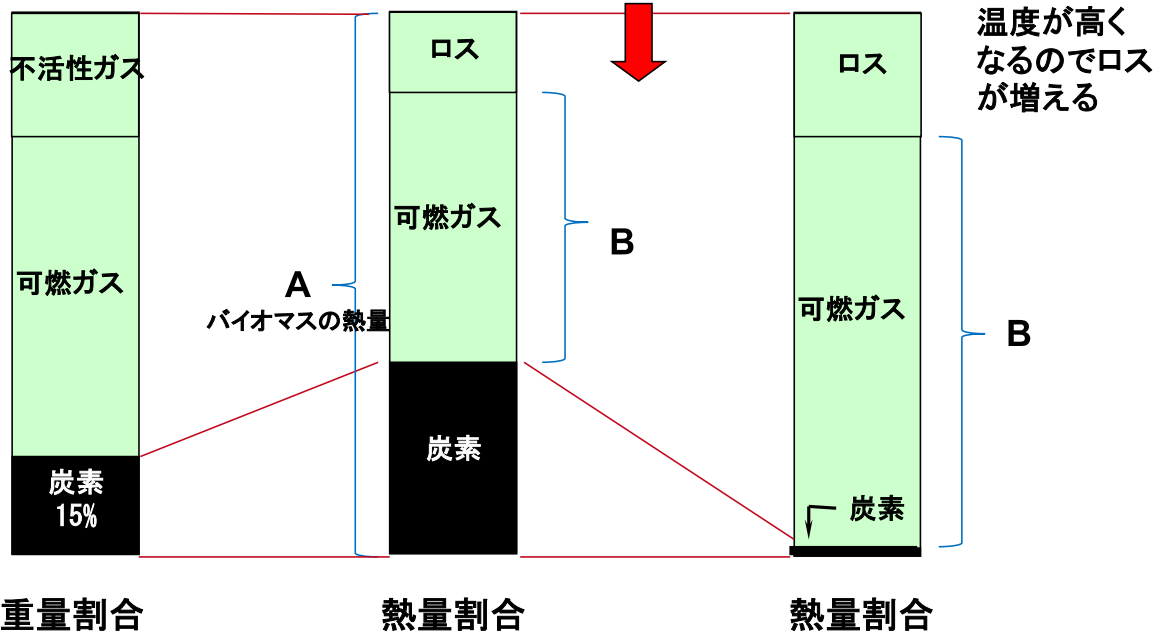 不活性ガス
可燃ガス
炭素
15%
重量割合
A
バイオマスの熱量
ロス
可燃ガス
炭素
B
熱量割合
ロス
可燃ガス
炭素
B
熱量割合
温度が高く
なるのでロス
が増える